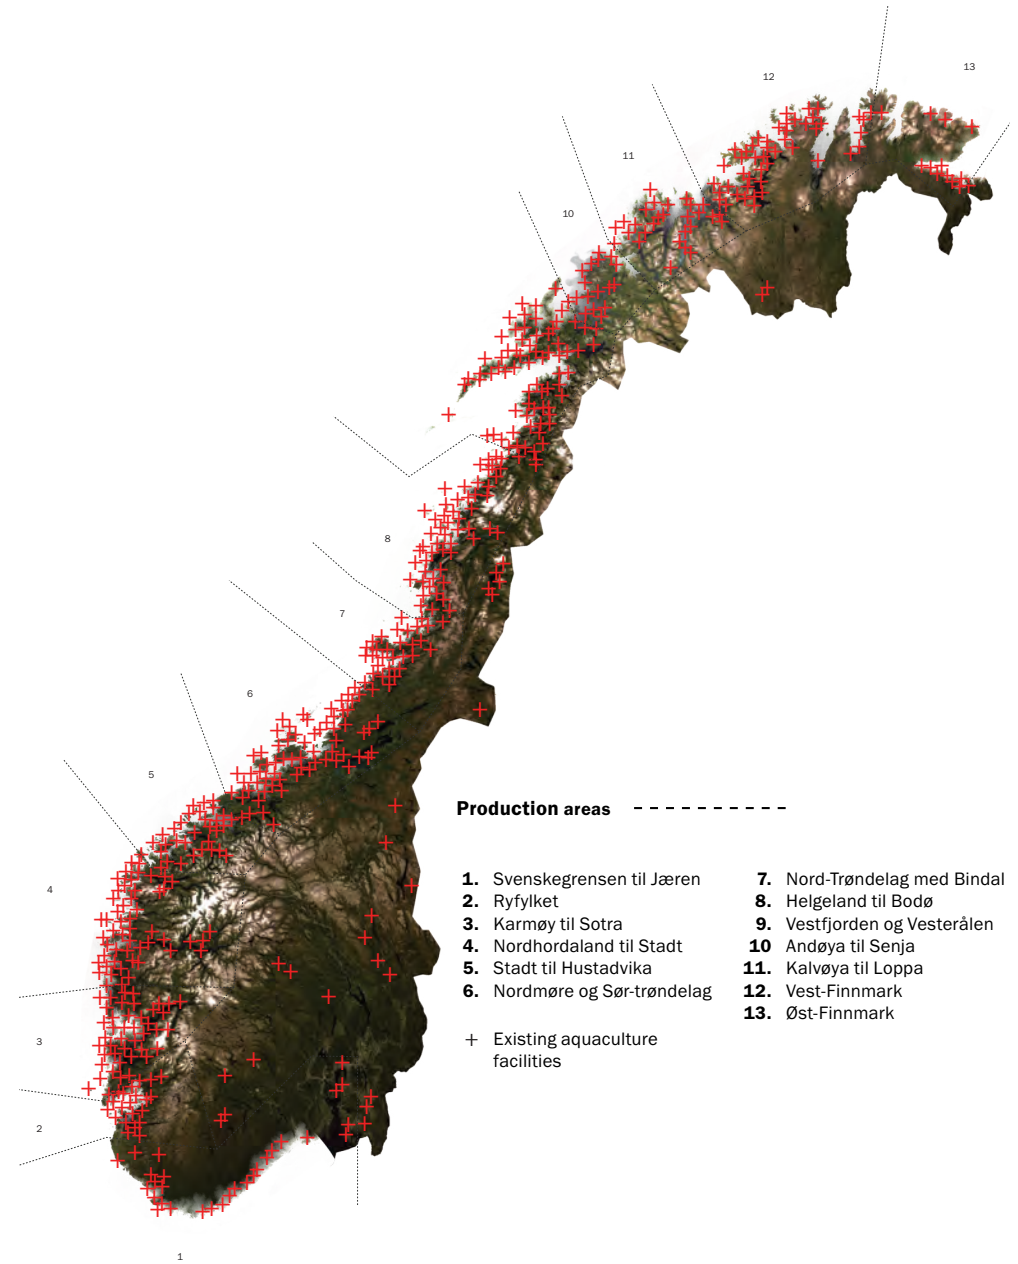 13
12
11
10
8
7
6
5
4
3
2
1
Production areas
1. Svenskegrensen til Jæren
2. Ryfylket
3. Karmøy til Sotra
4. Nordhordaland til Stadt
5. Stadt til Hustadvika
6. Nordmøre og Sør-trøndelag
7. Nord-Trøndelag med Bindal
8. Helgeland til Bodø
9. Vestfjorden og Vesterålen
10 Andøya til Senja
11. Kalvøya til Loppa
12. Vest-Finnmark
13. Øst-Finnmark
+ Existing aquaculture
facilities